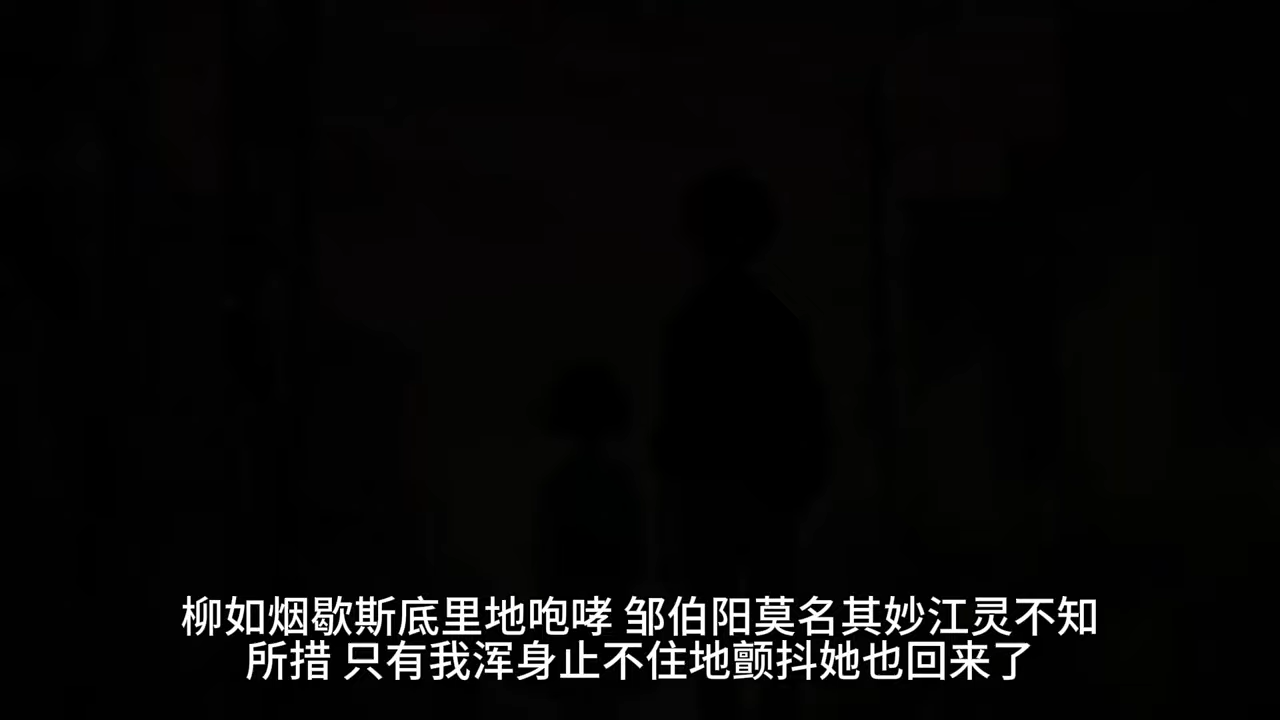 柳如烟歇斯底里地咆哮 邹伯阳莫名其妙江灵不知
所措 只有我浑身止不住地颤抖她也回来了